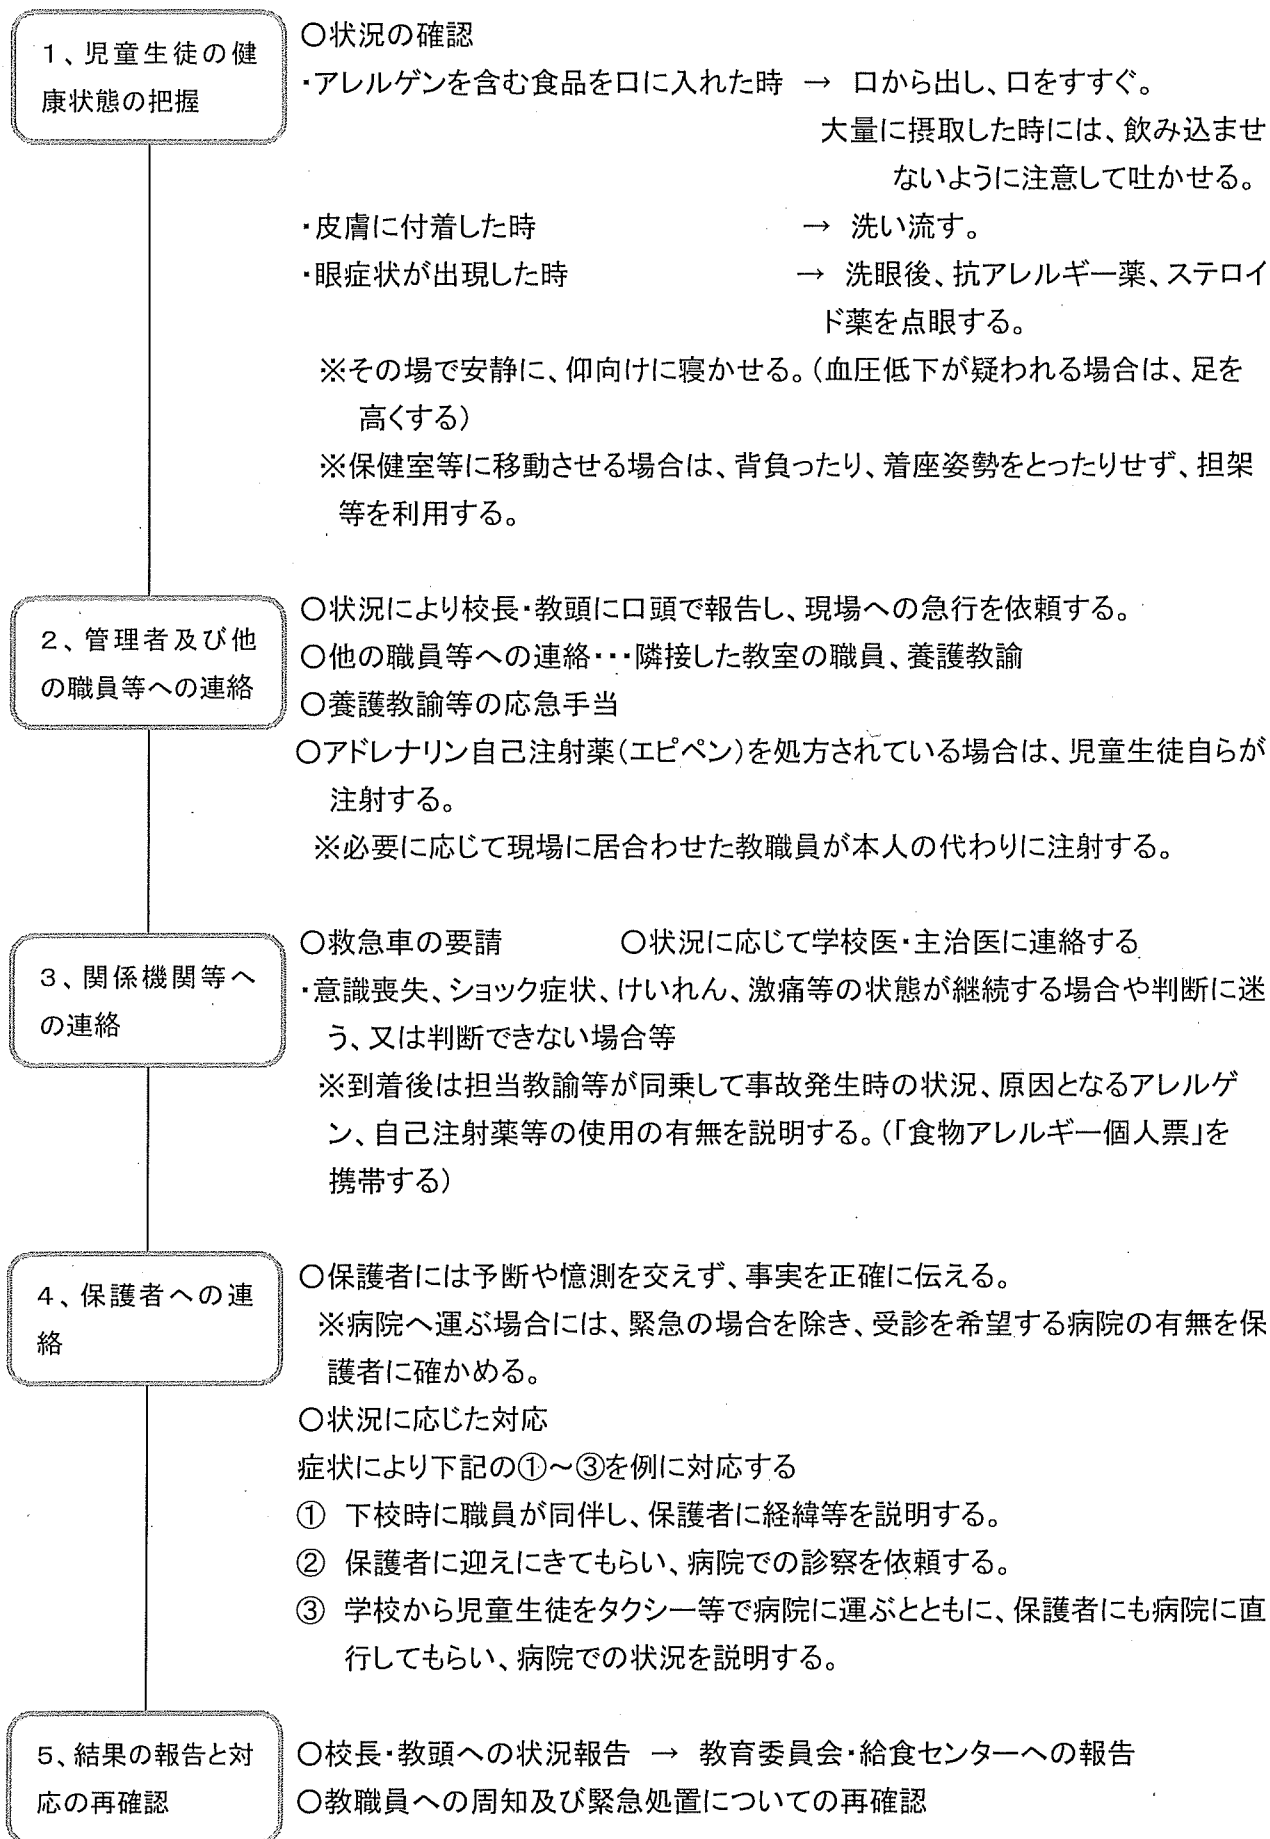 1、児童生徒の健
康状態の把握
○状況の確認
・アレルゲンを含む食品を口に入れた時 → 口から出し、口をすすぐ。
大量に摂取した時には、飲み込ませ
ないように注意して吐かせる。
・皮膚に付着した時 → 洗い流す。
・眼症状が出現した時 → 洗眼後、抗アレルギー薬、ステロイ
ド薬を点眼する。
※その場で安静に、仰向けに寝かせる。（血圧低下が疑われる場合は、足を
高くする）
※保健室等に移動させる場合は、背負ったり、着座姿勢をとったりせず、担架
等を利用する。
2、管理者及び他
の職員等への連絡
○状況により校長・教頭に口頭で報告し、現場への急行を依頼する。
○他の職員等への連絡・・・隣接した教室の職員、養護教諭
○養護教諭等の応急手当
○アドレナリン自己注射薬（エピペン）を処方されている場合は、児童生徒自らが
注射する。
※必要に応じて現場に居合わせた教職員が本人の代わりに注射する。
3、関係機関等へ
の連絡
○救急車の要請 ○状況に応じて学校医・主治医に連絡する
・意識喪失、ショック症状、けいれん、激痛等の状態が継続する場合や判断に迷
う、又は判断できない場合等
※到着後は担当教諭等が同乗して事故発生時の状況、原因となるアレルゲ
ン、自己注射薬等の使用の有無を説明する。（「食物アレルギー個人票」を
携帯する）
4、保護者への連
絡
○保護者には予断や憶測を交えず、事実を正確に伝える。
※病院へ運ぶ場合には、緊急の場合を除き、受診を希望する病院の有無を保
護者に確かめる。
○状況に応じた対応
症状により下記の①～③を例に対応する
① 下校時に職員が同伴し、保護者に経緯等を説明する。
② 保護者に迎えにきてもらい、病院での診察を依頼する。
③ 学校から児童生徒をタクシー等で病院に運ぶとともに、保護者にも病院に直
行してもらい、病院での状況を説明する。
5、結果の報告と対
応の再確認
○校長・教頭への状況報告 → 教育委員会・給食センターへの報告
○教職員への周知及び緊急処置についての再確認